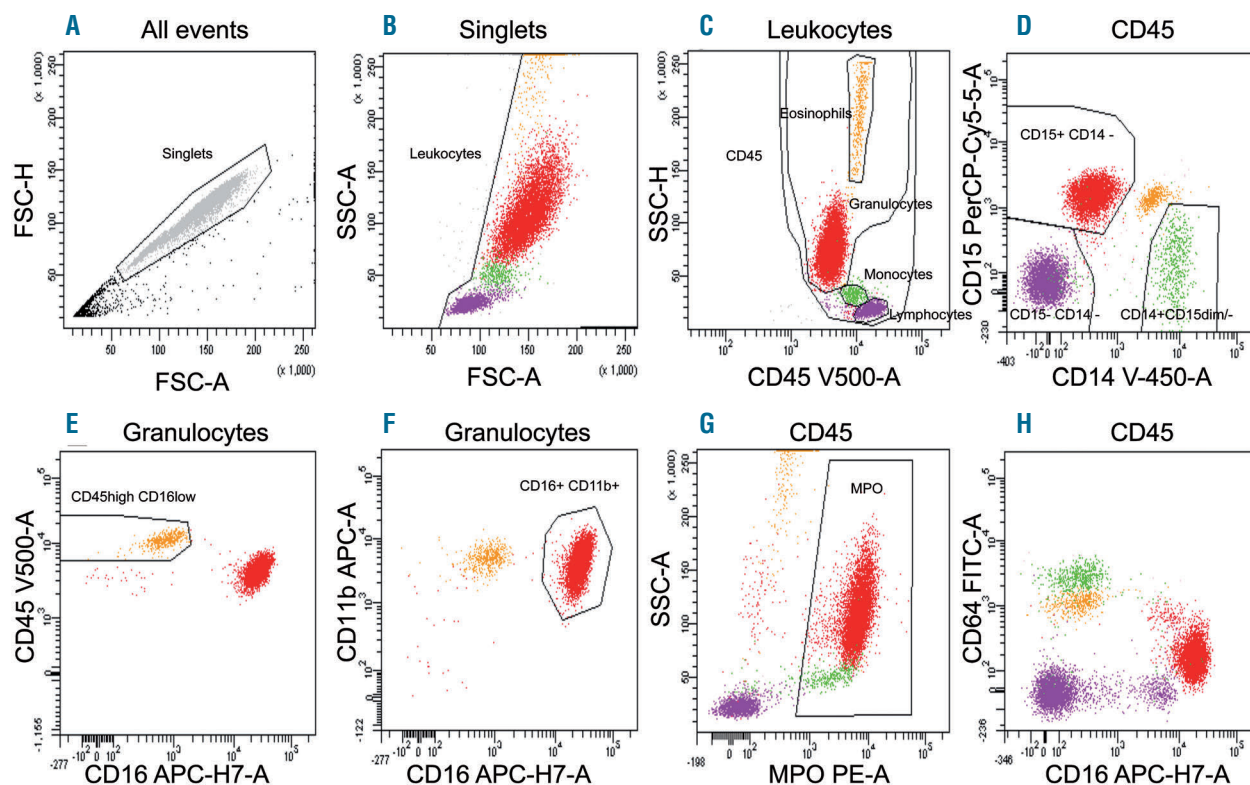 A All events
FSC-H
(x 1,000)
250
200
150
100
50
Singlets
50 100 150 200 250
(x 1,000)
FSC-A
B Singlets
SSC-A
(x 1,000)
250
200
150
100
50
Leukocytes
50 100 150 200 250
(x 1,000)
FSC-A
C Leukocytes
SSC-H
(x 1,000)
250
200
150
100
50
Eosinophils
CD45
Granulocytes
Monocytes
Lymphocytes
10² 10³ 10⁴ 10⁵
CD45 V500-A
D CD45
CD15 PerCP-Cy5-5-A
10⁵
10⁴
10³
10²
0
-230
CD15+ CD14 -
CD15- CD14 -
CD14+CD15dim/-
-403 -10² 0 10² 10³ 10⁴ 10⁵
CD14 V-450-A
E Granulocytes
CD45 V500-A
10⁵
10⁴
10³
0
-1,155
CD45high CD16low
-277 -10² 0 10² 10³ 10⁴ 10⁵
CD16 APC-H7-A
F Granulocytes
CD11b APC-A
10⁵
10⁴
10³
10²
-122
CD16+ CD11b+
-277 -10² 0 10² 10³ 10⁴ 10⁵
CD16 APC-H7-A
G CD45
SSC-A
(x 1,000)
250
200
150
100
50
MPO
-198 0 10² 10³ 10⁴ 10⁵
MPO PE-A
H CD45
CD64 FITC-A
10⁵
10⁴
10³
10²
0
-236
-346 -10² 0 10² 10³ 10⁴ 10⁵
CD16 APC-H7-A